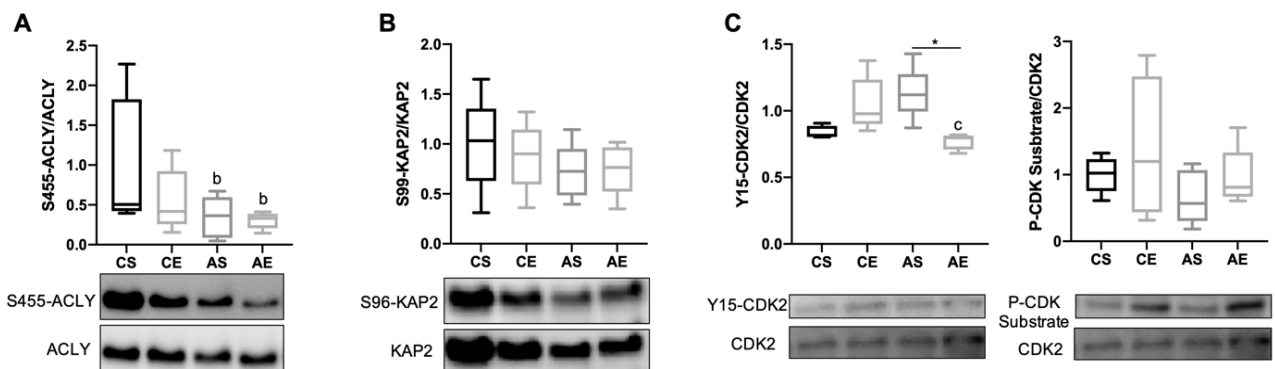 A
S455-ACLY/ACLY
2.5
2.0
1.5
1.0
0.5
0.0
b
b
CS CE AS AE
S455-ACLY
ACLY
B
S99-KAP2/KAP2
2.0
1.5
1.0
0.5
0.0
CS CE AS AE
S96-KAP2
KAP2
C
Y15-CDK2/CDK2
1.5
1.0
0.5
0.0
*
c
CS CE AS AE
Y15-CDK2
CDK2
P-CDK Susbtrate/CDK2
3
2
1
0
CS CE AS AE
P-CDK
Substrate
CDK2